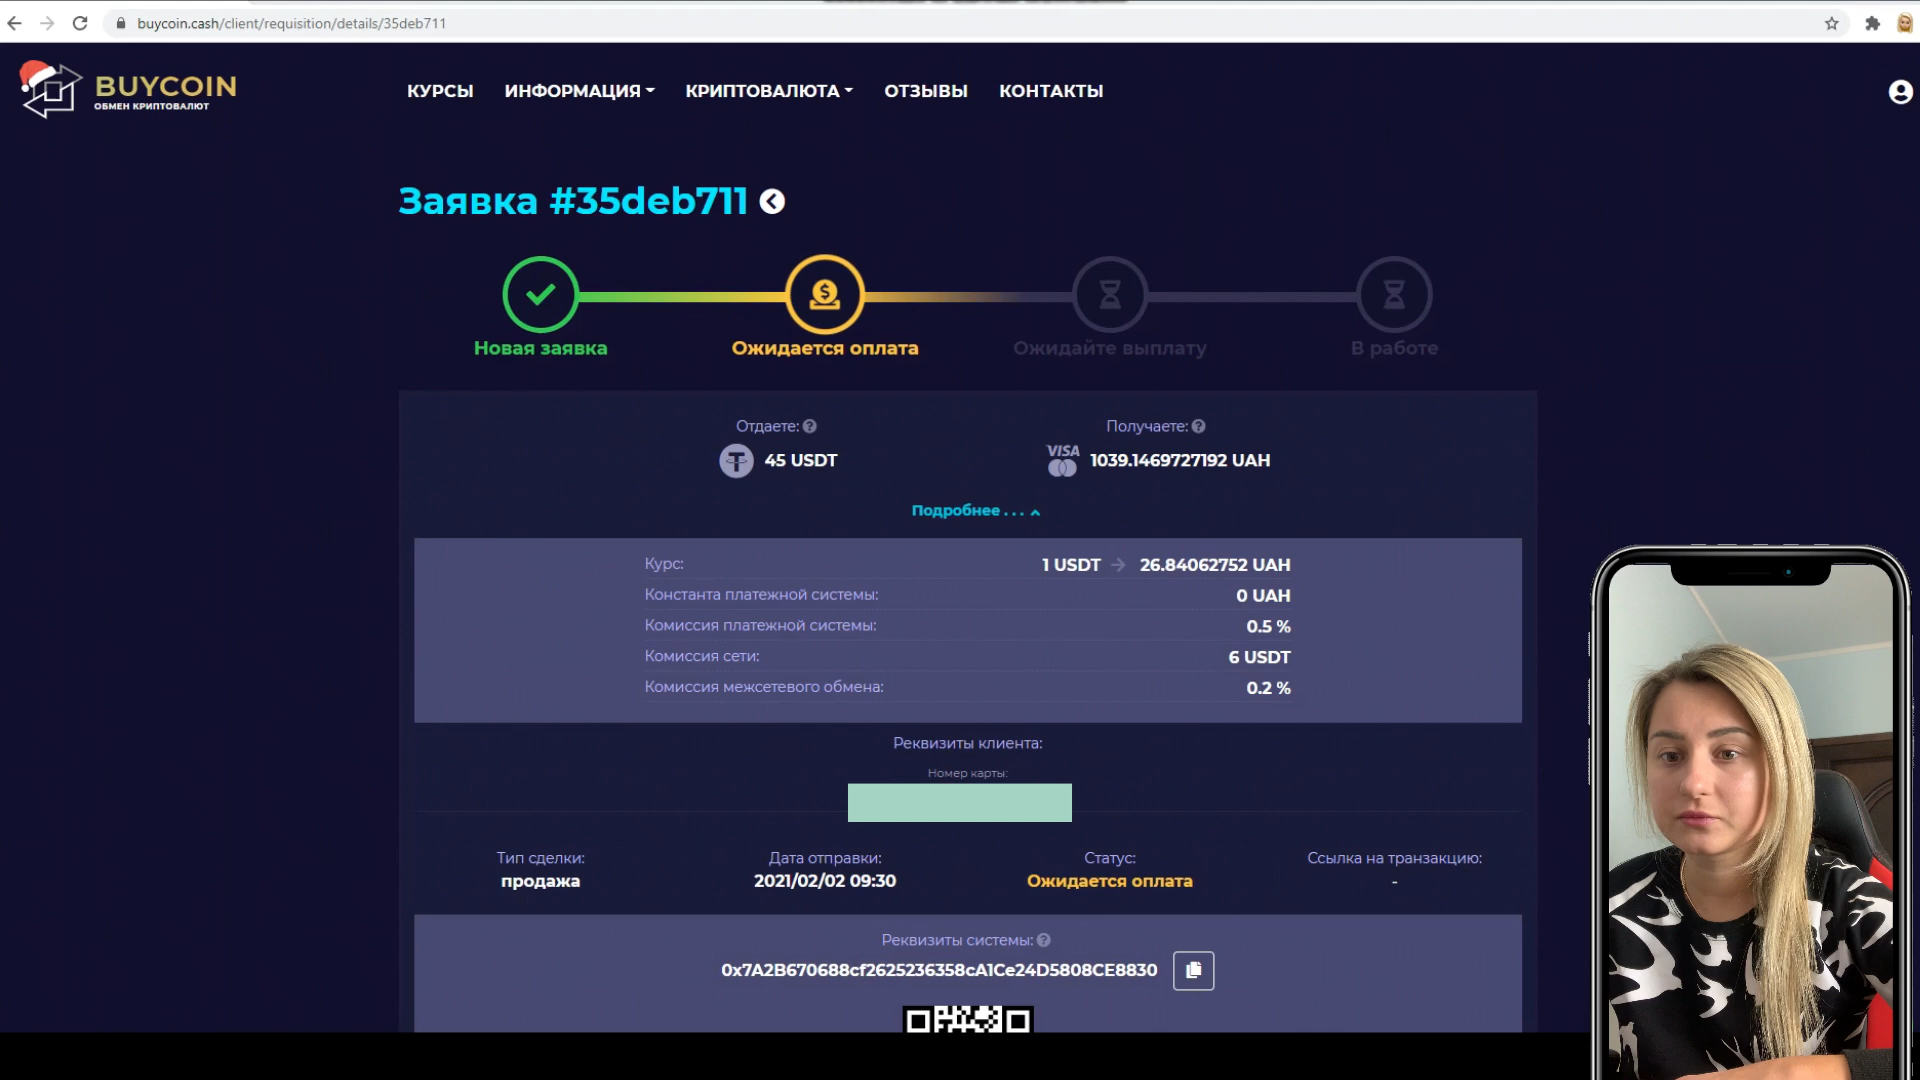 buycoin.cash/client/requisition/details/35deb711
BUYCOIN
ОБМЕН КРИПТОВАЛЮТ
КУРСЫ
ИНФОРМАЦИЯ
КРИПТОВАЛЮТА
ОТЗЫВЫ
КОНТАКТЫ
Заявка #35deb711
Новая заявка
Ожидается оплата
Ожидайте выплату
В работе
Отдаете:
45 USDT
Получаете:
VISA
1039.1469727192 UAH
Подробнее . . .
Курс: 1 USDT → 26.84062752 UAH
Константа платежной системы: 0 UAH
Комиссия платежной системы: 0.5 %
Комиссия сети: 6 USDT
Комиссия межсетевого обмена: 0.2 %
Реквизиты клиента:
Номер карты:
Тип сделки:
продажа
Дата отправки:
2021/02/02 09:30
Статус:
Ожидается оплата
Ссылка на транзакцию:
-
Реквизиты системы:
0x7A2B670688cf2625236358cA1Ce24D5808CE8830